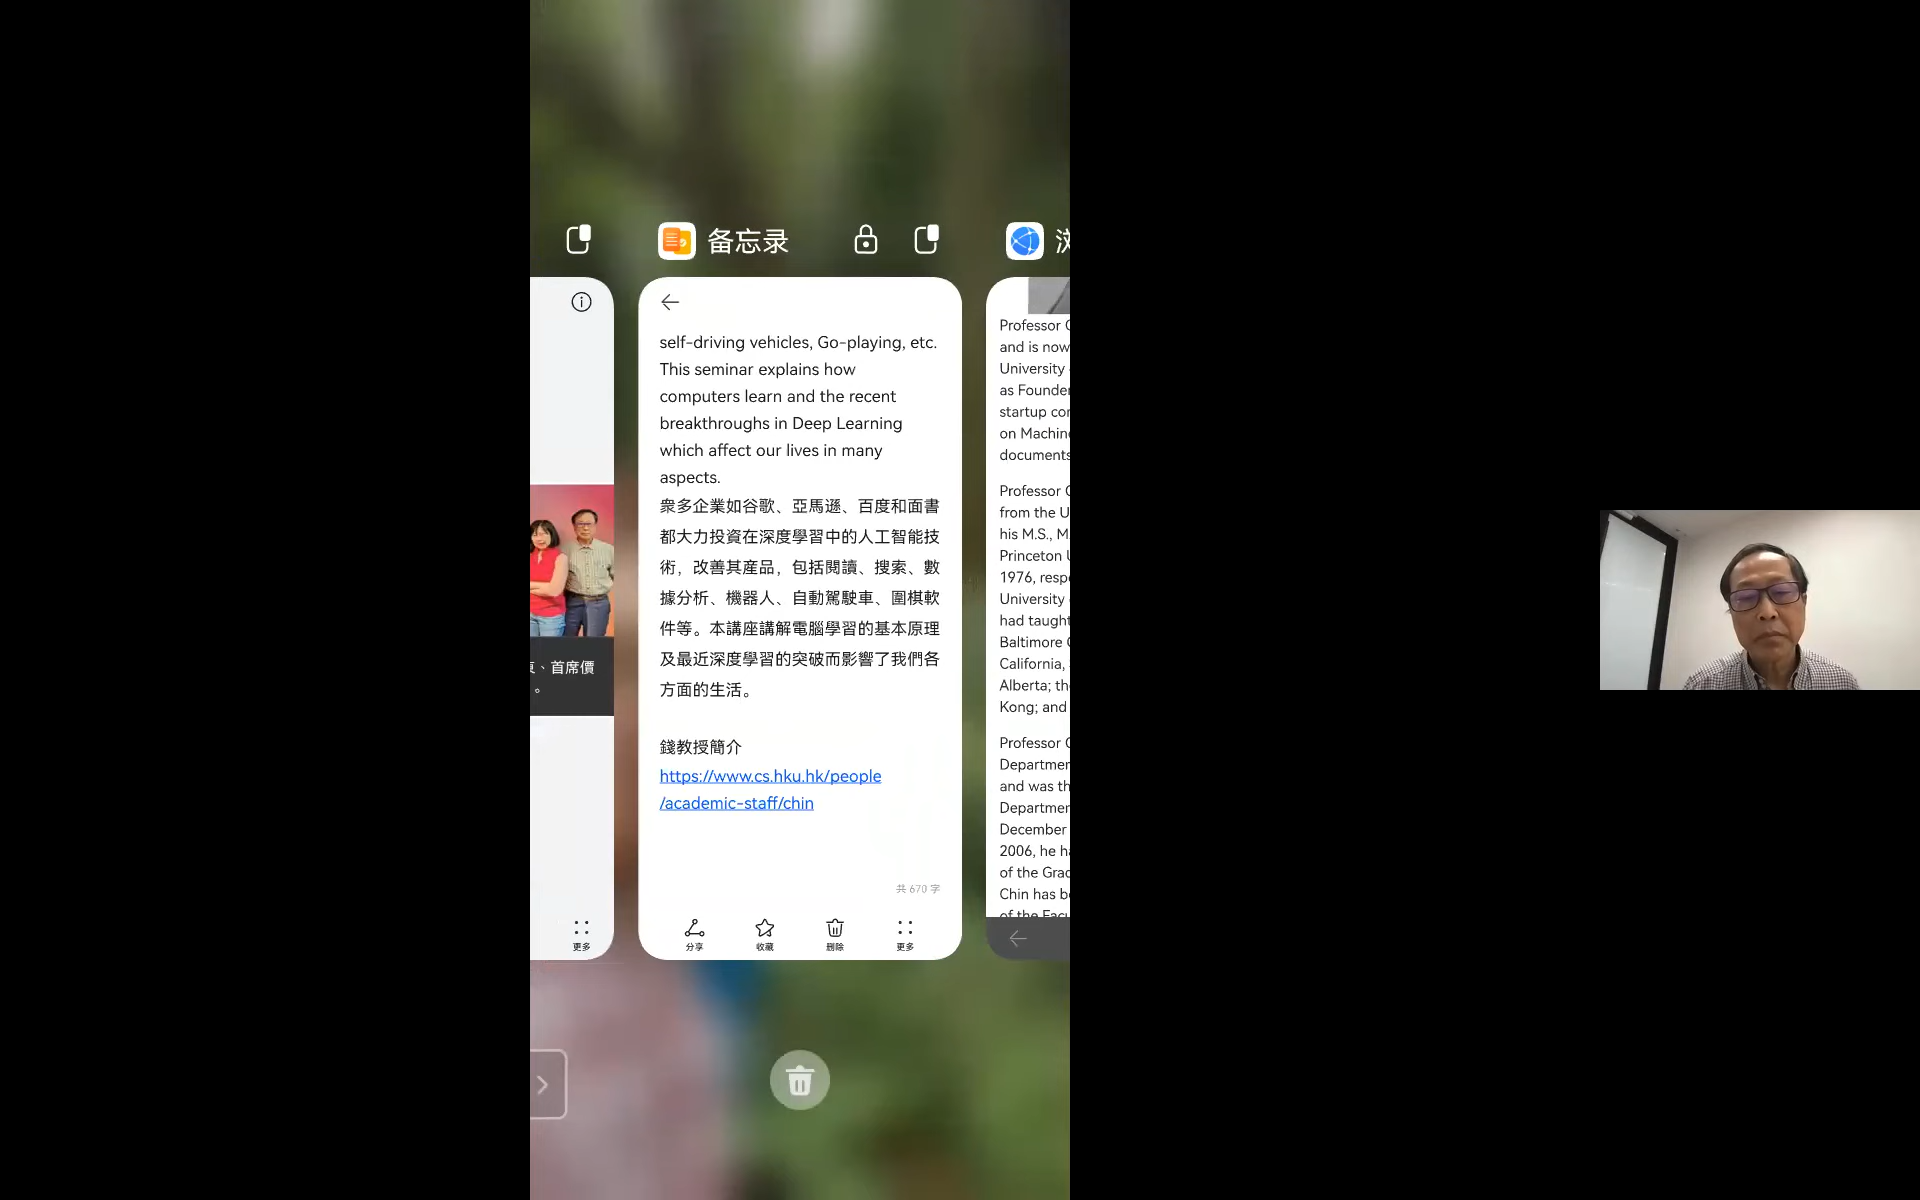 备忘录
self-driving vehicles, Go-playing, etc.
This seminar explains how
computers learn and the recent
breakthroughs in Deep Learning
which affect our lives in many
aspects.
衆多企業如谷歌、亞馬遜、百度和面書
都大力投資在深度學習中的人工智能技
術，改善其產品，包括閱讀、搜索、數
據分析、機器人、自動駕駛車、圍棋軟
件等。本講座講解電腦學習的基本原理
及最近深度學習的突破而影響了我們各
方面的生活。
錢教授簡介
https://www.cs.hku.hk/people
/academic-staff/chin
共 670 字
分享
收藏
删除
更多
、首席價
。
更多
Professor
and is now
University
as Founder
startup
on Machine
documents
Professor
from the U
his M.S., M.
Princeton U
1976,
University
had taught
Baltimore
California,
Alberta;
Kong; and
Professor
Departmen
and was
Departmen
December
2006, he
of the Grad
Chin has
of the